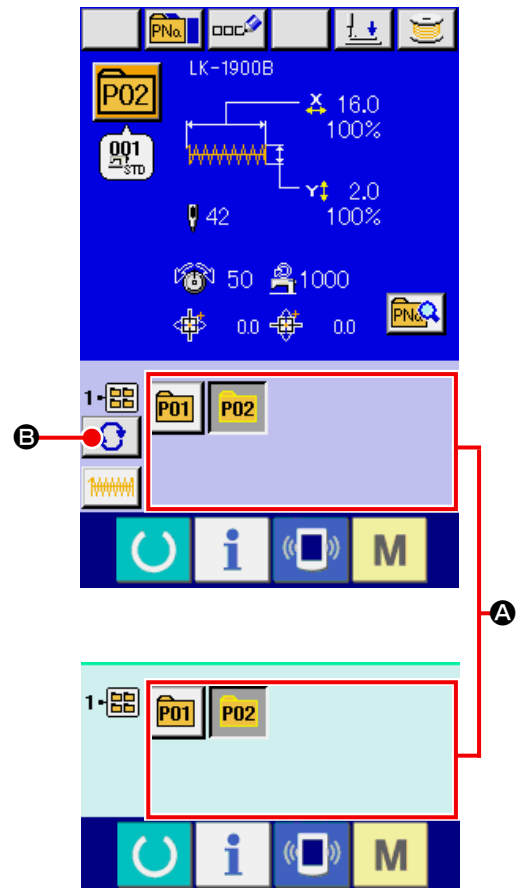 PNo.
LK-1900B
P02
X 16.0
100%
001
STD
Y 2.0
42 100%
50 1000
0.0 0.0
PNo.
1
P01 P02
B
i M
A
1
P01 P02
i M